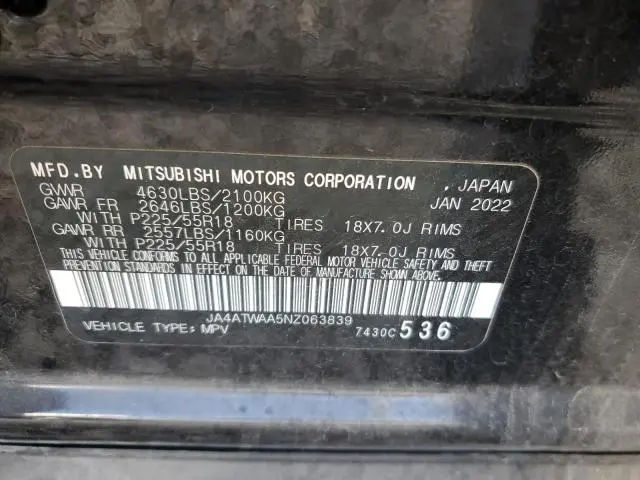 MFD.BY MITSUBISHI MOTORS CORPORATION . JAPAN
GVWR 4630LBS/2100KG JAN 2022
GAWR FR 2646LBS/1200KG
WITH P225/55R18 TIRES 18X7.0J RIMS
GAWR RR 2557LBS/1160KG
WITH P225/55R18 TIRES 18X7.0J RIMS
THIS VEHICLE CONFORMS TO ALL APPLICABLE FEDERAL MOTOR VEHICLE SAFETY AND THEFT
PREVENTION STANDARDS IN EFFECT ON THE DATE OF MANUFACTURE SHOWN ABOVE.
JA4ATWAA5NZ063839
VEHICLE TYPE: MPV 7430C 536